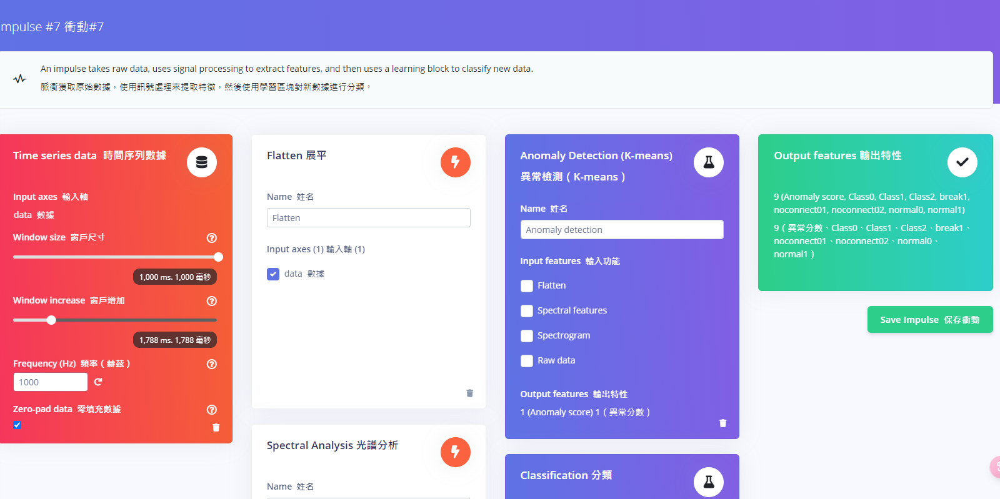 mpulse #7 衝動#7
An impulse takes raw data, uses signal processing to extract features, and then uses a learning block to classify new data.
脈衝獲取原始數據，使用訊號處理來提取特徵，然後使用學習區塊對新數據進行分類。
Time series data 時間序列數據
Input axes 輸入軸
data 數據
Window size 窗戶尺寸
1,000 ms. 1,000 毫秒
Window increase 窗戶增加
1,788 ms. 1,788 毫秒
Frequency (Hz) 頻率（赫茲）
1000
Zero-pad data 零填充數據
Flatten 展平
Name 姓名
Flatten
Input axes (1) 輸入軸 (1)
data 數據
Spectral Analysis 光譜分析
Name 姓名
Anomaly Detection (K-means)
異常檢測（K-means）
Name 姓名
Anomaly detection
Input features 輸入功能
Flatten
Spectral features
Spectrogram
Raw data
Output features 輸出特性
1 (Anomaly score) 1（異常分數）
Classification 分類
Output features 輸出特性
9 (Anomaly score, Class0, Class1, Class2, break1,
noconnect01, noconnect02, normal0, normal1)
9（異常分數、Class0、Class1、Class2、break1、
noconnect01、noconnect02、normal0、
normal1）
Save Impulse 保存衝動